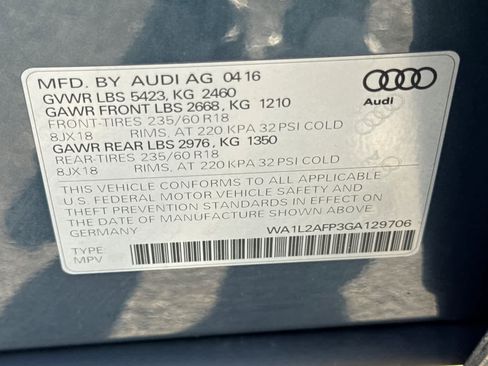 MFD. BY AUDI AG 04 16
GVWR LBS 5423, KG 2460
GAWR FRONT LBS 2668, KG 1210
FRONT-TIRES 235/60 R18
8JX18 RIMS, AT 220 KPA 32 PSI COLD
GAWR REAR LBS 2976, KG 1350
REAR-TIRES 235/60 R18
8JX18 RIMS, AT 220 KPA 32 PSI COLD
Audi
THIS VEHICLE CONFORMS TO ALL APPLICABLE
U.S. FEDERAL MOTOR VEHICLE SAFETY AND
THEFT PREVENTION STANDARDS IN EFFECT ON
THE DATE OF MANUFACTURE SHOWN ABOVE
GERMANY
WA1L2AFP3GA129706
TYPE:
MPV